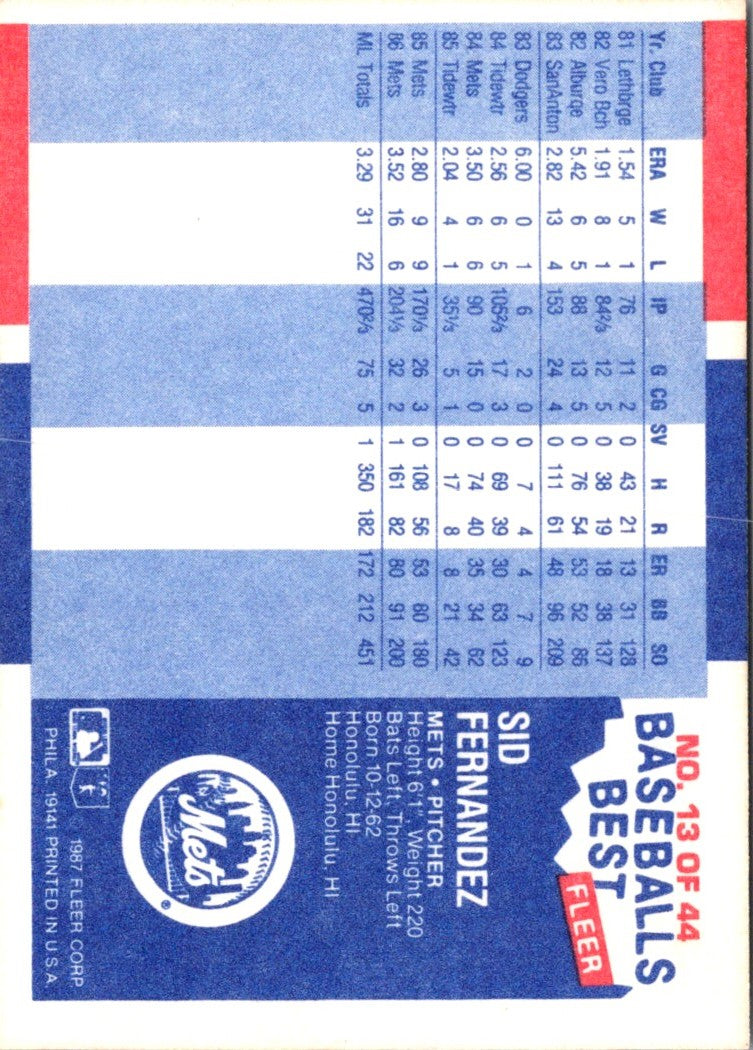 NO. 13 OF 44
BASEBALLS
BEST
FLEER
SID
FERNANDEZ
METS • PITCHER
Height 6'1", Weight 220
Bats Left, Throws Left
Born 10-12-62
Honolulu, HI
Home Honolulu, HI
Mets
®
© 1987 FLEER CORP.
PHILA. 19141 PRINTED IN U.S.A.
Yr. Club ERA W L IP G CG SV H R ER BB SO
81 Lethbrge 1.54 5 1 76 11 2 0 43 21 13 31 128
82 Vero Bch 1.91 8 1 84⅔ 12 5 0 38 19 18 38 137
82 Alburqe 5.42 6 5 88 13 5 0 76 54 53 52 86
83 SanAnton 2.82 13 4 153 24 4 0 111 61 48 96 209
83 Dodgers 6.00 0 1 6 2 0 0 7 4 4 7 9
84 Tidewtr 2.56 6 5 105⅔ 17 3 0 69 39 30 63 123
84 Mets 3.50 6 6 90 15 0 0 74 40 35 34 62
85 Tidewtr 2.04 4 1 35⅓ 5 1 0 17 8 8 21 42
85 Mets 2.80 9 9 170⅓ 26 3 0 108 56 53 80 180
86 Mets 3.52 16 6 204⅓ 32 2 1 161 82 80 91 200
ML Totals 3.29 31 22 470⅔ 75 5 1 350 182 172 212 451